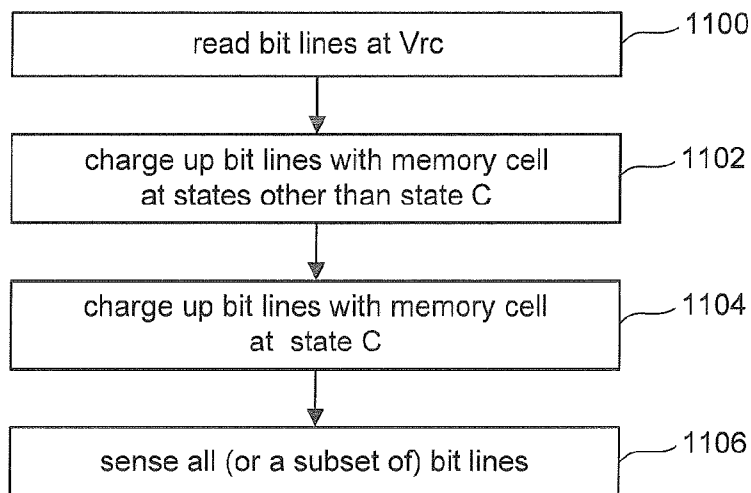 read bit lines at Vrc
1100
charge up bit lines with memory cell
at states other than state C
1102
charge up bit lines with memory cell
at state C
1104
sense all (or a subset of) bit lines
1106